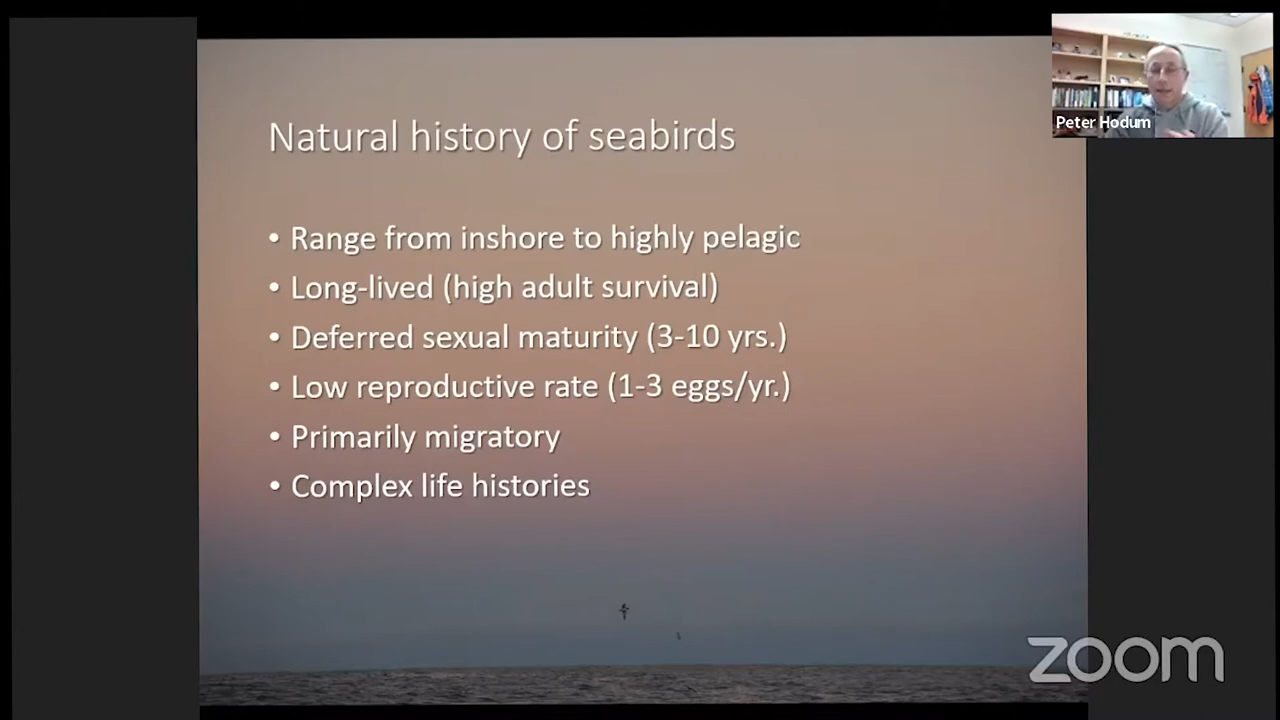 Natural history of seabirds
• Range from inshore to highly pelagic
• Long-lived (high adult survival)
• Deferred sexual maturity (3-10 yrs.)
• Low reproductive rate (1-3 eggs/yr.)
• Primarily migratory
• Complex life histories
Peter Hodum
zoom